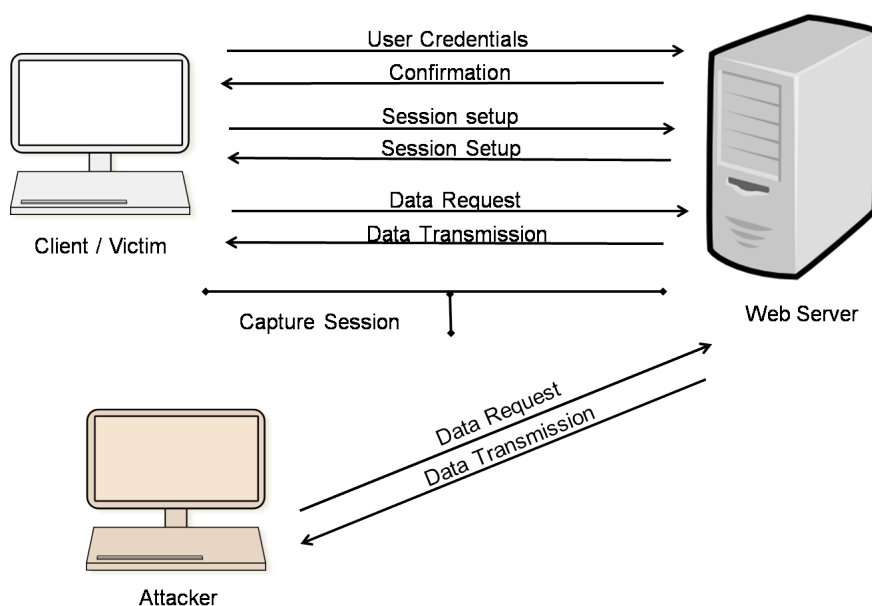 User Credentials
Confirmation
Session setup
Session Setup
Data Request
Data Transmission
Client / Victim
Web Server
Capture Session
Data Request
Data Transmission
Attacker